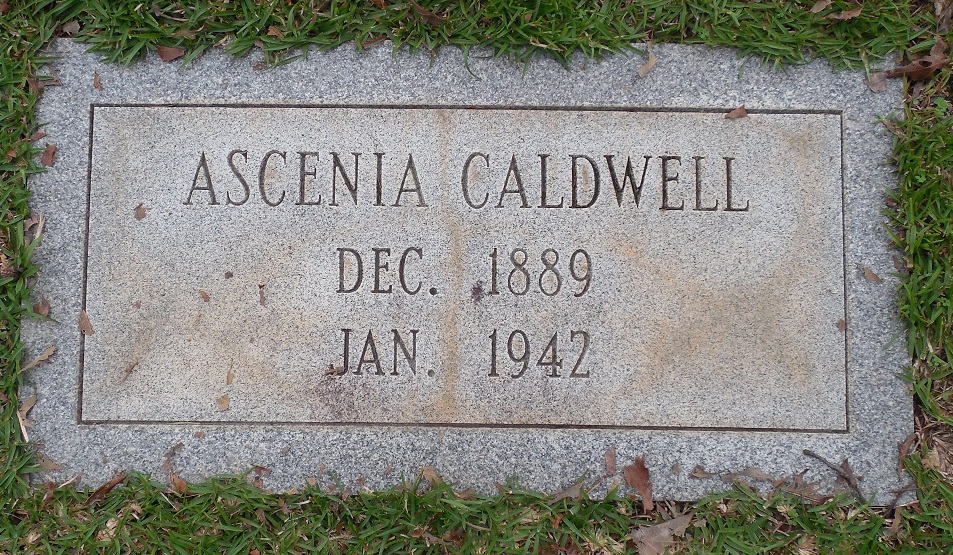 ASCENIA CALDWELL
DEC. 1889
JAN. 1942